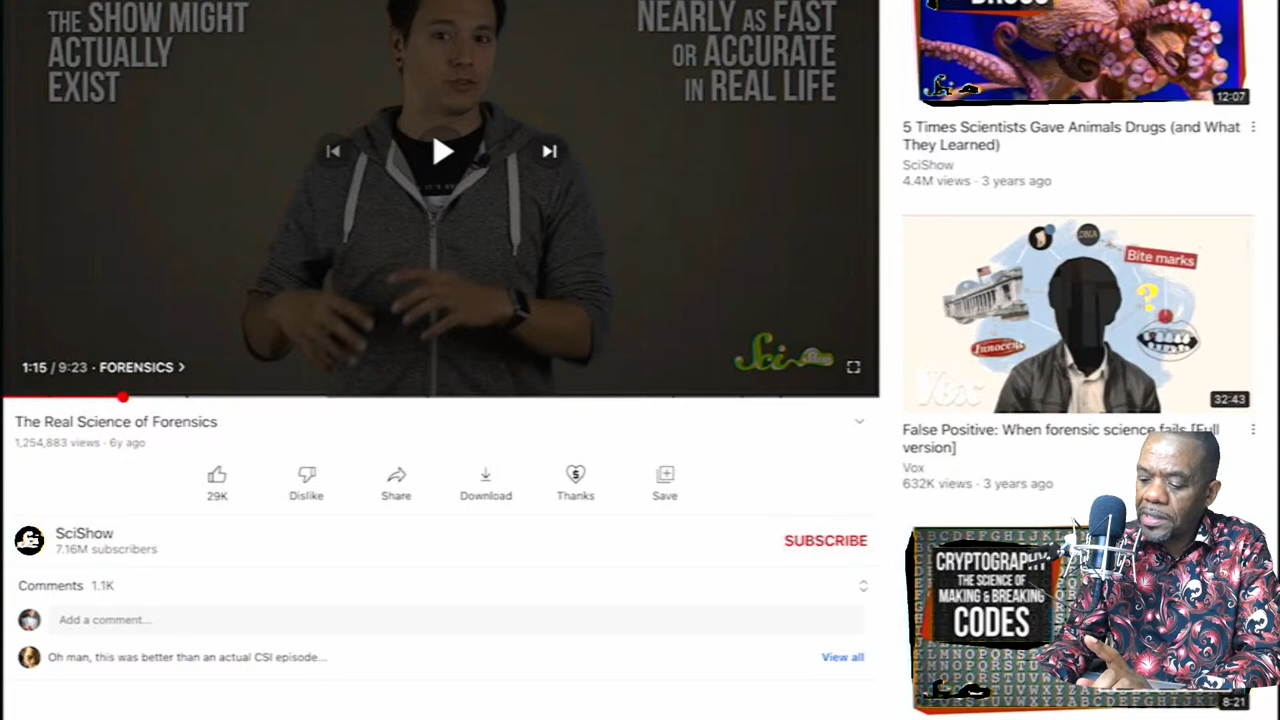 THE SHOW MIGHT
ACTUALLY
EXIST
NEARLY AS FAST
OR ACCURATE
IN REAL LIFE
1:15 / 9:23 · FORENSICS >
Sci Show
The Real Science of Forensics
1,254,883 views · 6y ago
29K
Dislike
Share
Download
Thanks
Save
SciShow
7.16M subscribers
SUBSCRIBE
Comments 1.1K
Add a comment...
Oh man, this was better than an actual CSI episode...
View all
12:07
5 Times Scientists Gave Animals Drugs (and What
They Learned)
SciShow
4.4M views · 3 years ago
DNA
Bite marks
?
Innocent
Vox
32:43
False Positive: When forensic science fails [Full
version]
Vox
632K views · 3 years ago
CRYPTOGRAPHY
THE SCIENCE OF
MAKING & BREAKING
CODES
8:21